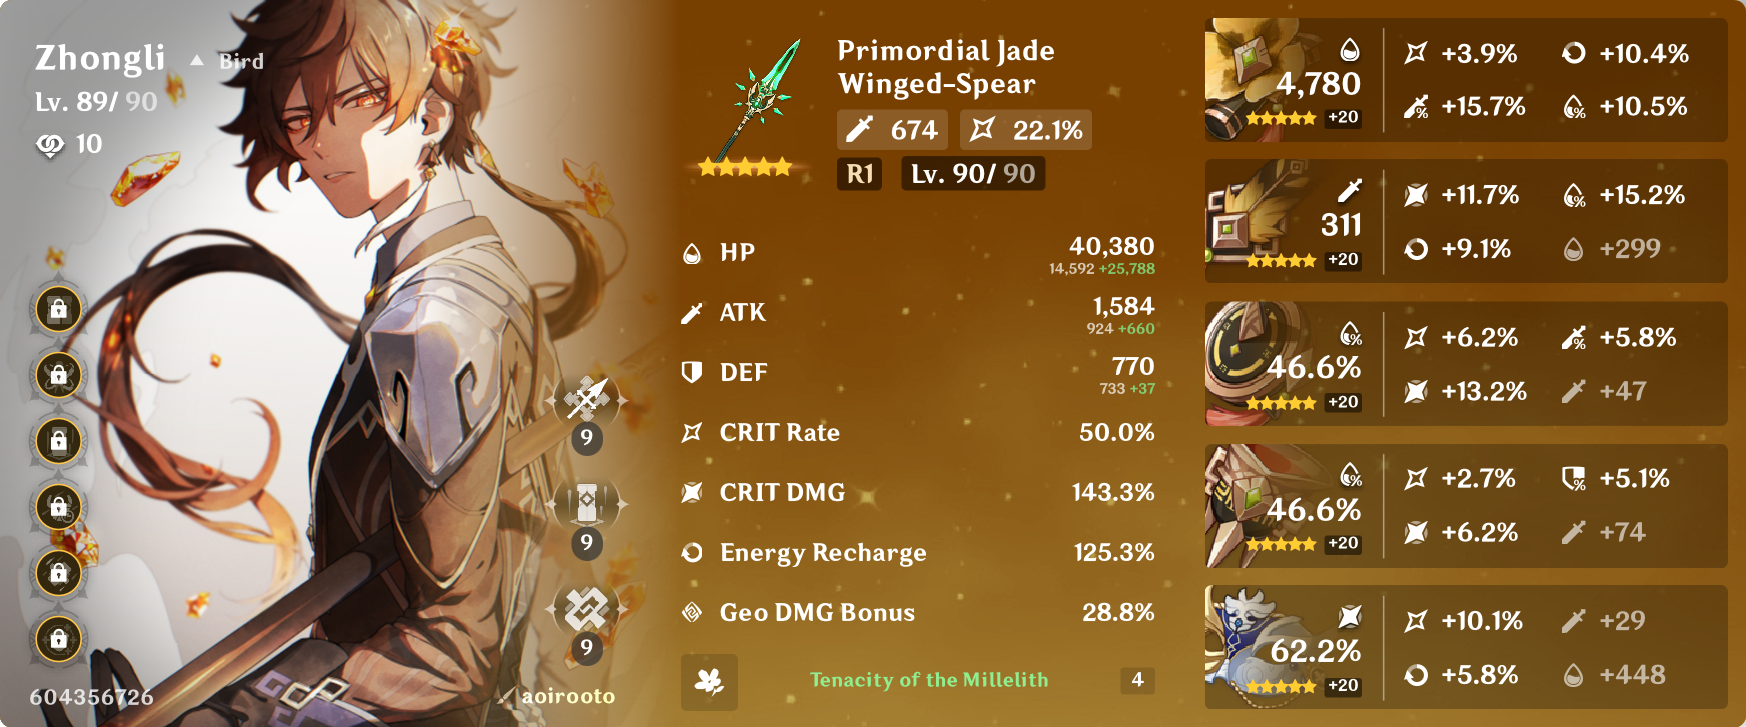 Zhongli ▲ Bird
Lv. 89/ 90
10
9
9
9
604356726
aoirooto
Primordial Jade
Winged-Spear
674 22.1%
R1 Lv. 90/ 90
HP 40,380
14,592 +25,788
ATK 1,584
924 +660
DEF 770
733 +37
CRIT Rate 50.0%
CRIT DMG 143.3%
Energy Recharge 125.3%
Geo DMG Bonus 28.8%
Tenacity of the Millelith 4
4,780
+20
+3.9% +10.4%
+15.7% +10.5%
311
+20
+11.7% +15.2%
+9.1% +299
46.6%
+20
+6.2% +5.8%
+13.2% +47
46.6%
+20
+2.7% +5.1%
+6.2% +74
62.2%
+20
+10.1% +29
+5.8% +448